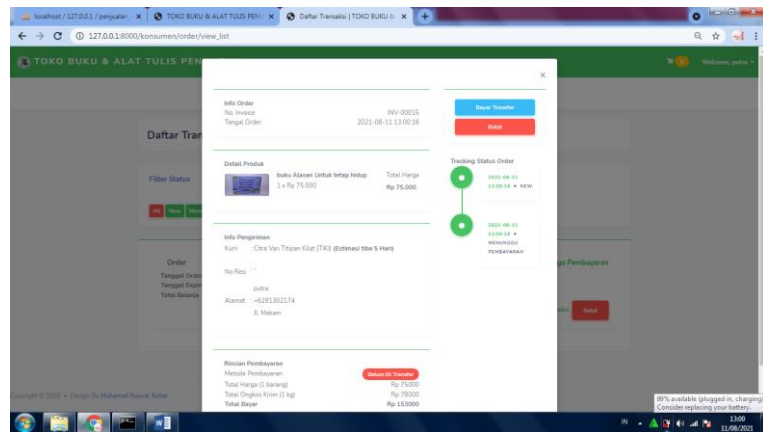 localhost / 127.0.0.1 / penjualan_
TOKO BUKU & ALAT TULIS PEN
Daftar Transaksi | TOKO BUKU &
127.0.0.1:8000/konsumen/order/view_list
TOKO BUKU & ALAT TULIS PEN
Welcome, putra
Daftar Tran
Filter Status
All
New
Order
Tanggal Order
Tanggal Expir
Total Belanja
gu Pembayaran
Batal
Info Order
No. Invoice INV-00015
Tangal Order 2021-08-11 13:00:18
Bayar Transfer
Batal
Detail Produk
buku Alasan Untuk tetap hidup Total Harga
1 x Rp 75.000 Rp 75.000
Tracking Status Order
2021-08-11
13:00:18 • NEW
2021-08-11
13:00:18 •
MENUNGGU
PEMBAYARAN
Info Pengiriman
Kurir : Citra Van Titipan Kilat (TIKI) (Estimasi tiba 5 Hari)
No Resi -
putra
Alamat : +6291302174
Jl. Makam
Rincian Pembayaran
Metode Pembayaran Belum Di Transfer
Total Harga (1 barang) Rp 75000
Total Ongkos Kirim (1 kg) Rp 78000
Total Bayar Rp 153000
Copyright © 2018 • Design By Muhamad Nauval Azhar
99% available (plugged in, charging)
Consider replacing your battery.
IN
13:00
11/08/2021